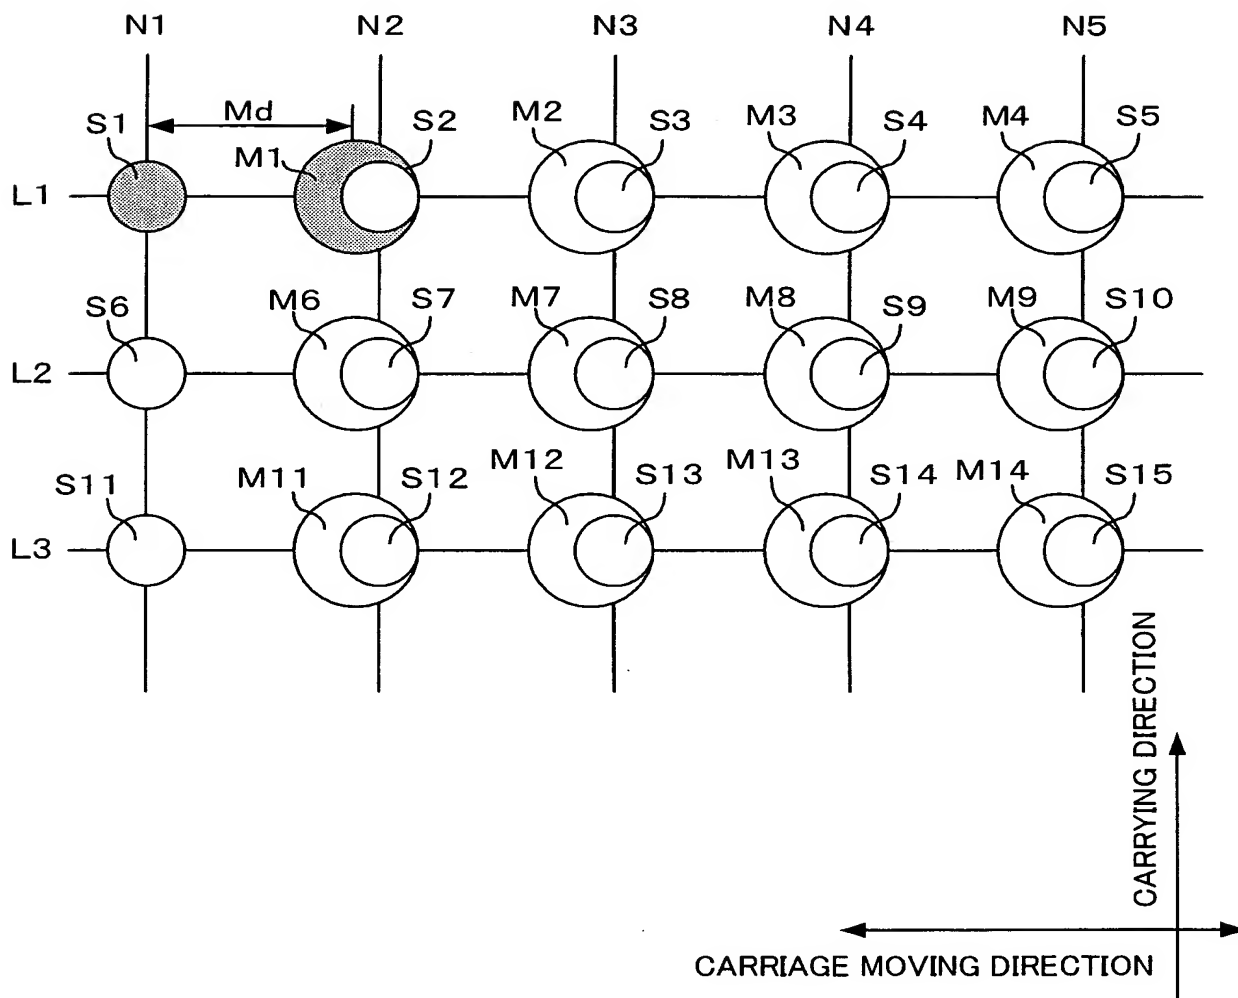 N1 N2 N3 N4 N5
Md
S1 M1 S2 M2 S3 M3 S4 M4 S5
L1
S6 M6 S7 M7 S8 M8 S9 M9 S10
L2
S11 M11 S12 M12 S13 M13 S14 M14 S15
L3
CARRYING DIRECTION
CARRIAGE MOVING DIRECTION